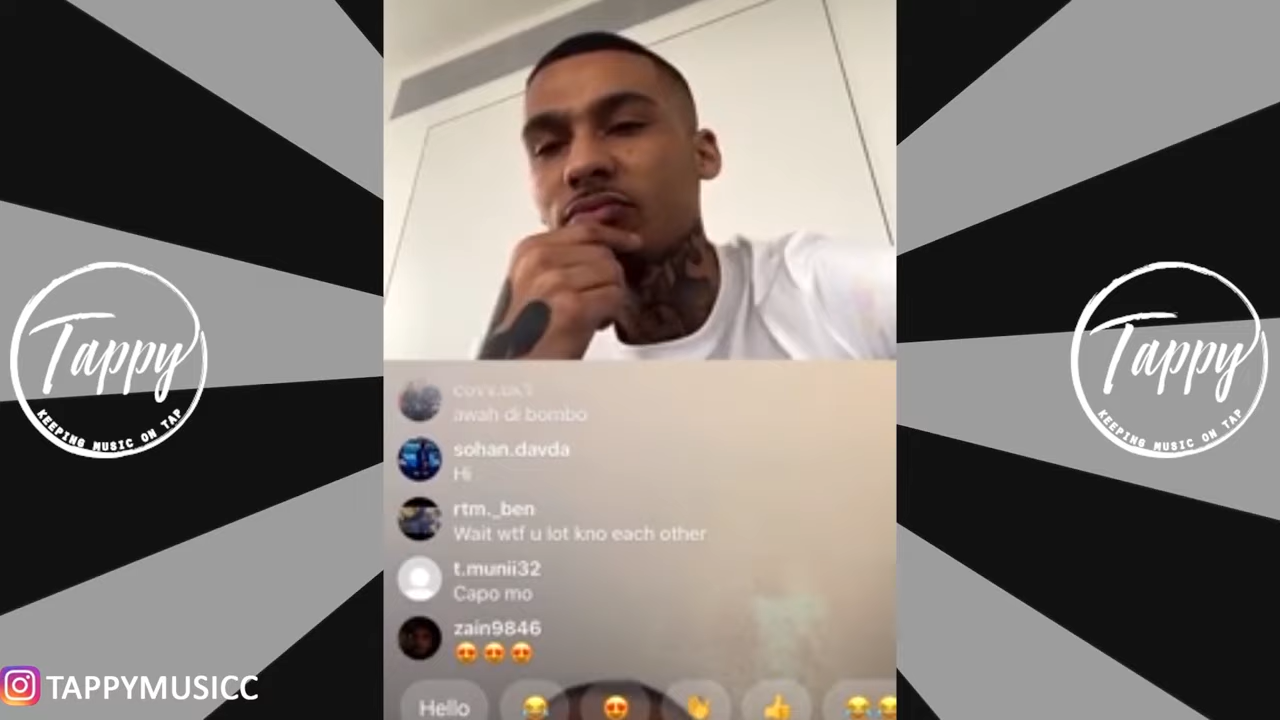 Tappy
KEEPING MUSIC ON TAP
awah di bombo
sohan.davda
Hi
rtm._ben
Wait wtf u lot kno each other
t.munii32
Capo mo
zain9846
😍😍😍
Hello
TAPPYMUSICC
Tappy
KEEPING MUSIC ON TAP